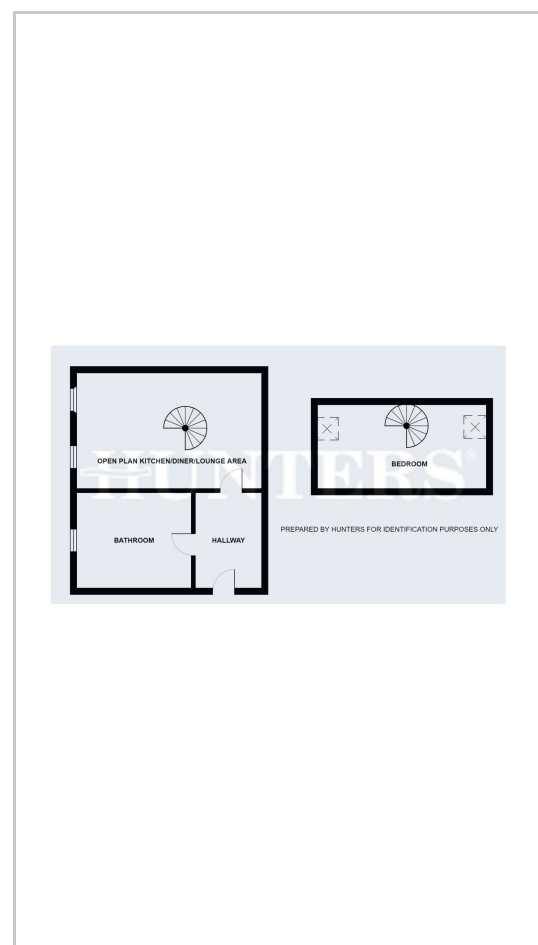 OPEN PLAN KITCHEN/DINER/LOUNGE AREA
HUNTERS®
BATHROOM
HALLWAY
BEDROOM
PREPARED BY HUNTERS FOR IDENTIFICATION PURPOSES ONLY